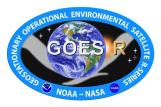 GEOSTATIONARY OPERATIONAL ENVIRONMENTAL SATELLITE R-SERIES
GOES R
NOAA ~ NASA